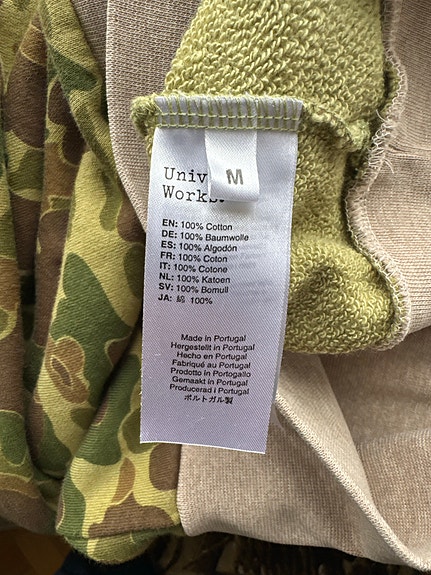 Univ
M
Works.
EN: 100% Cotton
DE: 100% Baumwolle
ES: 100% Algodón
FR: 100% Coton
IT: 100% Cotone
NL: 100% Katoen
SV: 100% Bomull
JA: 綿 100%
Made in Portugal
Hergestellt in Portugal
Hecho en Portugal
Fabriqué au Portugal
Prodotto in Portogallo
Gemaakt in Portugal
Producerad i Portugal
ポルトガル製